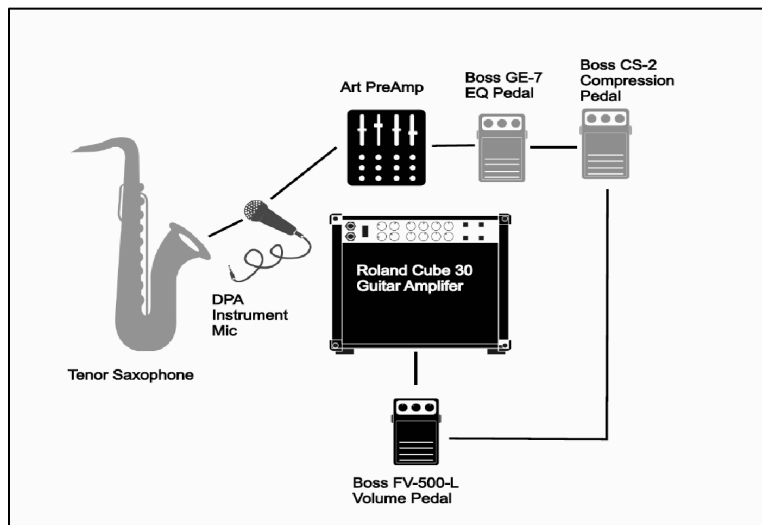 Art PreAmp
Boss GE-7
EQ Pedal
Boss CS-2
Compression
Pedal
Roland Cube 30
Guitar Amplifer
DPA
Instrument
Mic
Tenor Saxophone
Boss FV-500-L
Volume Pedal